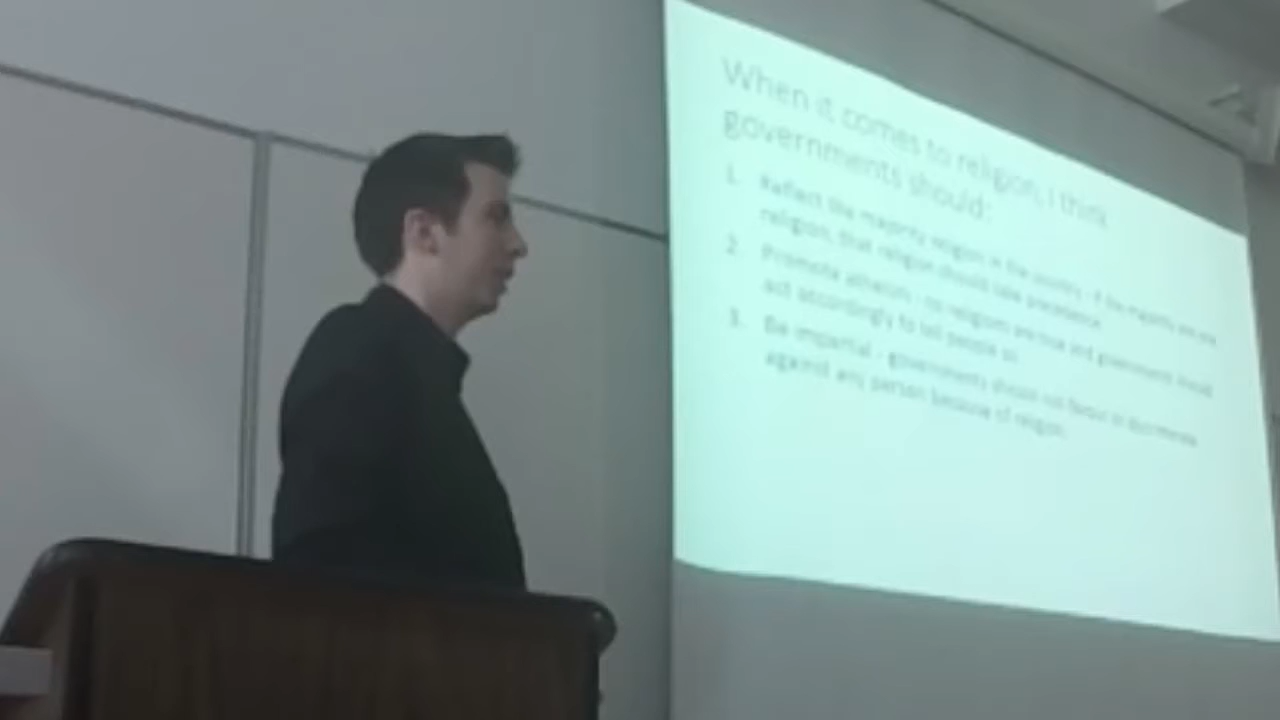 When it comes to religion, I think
governments should:
1. Reflect the majority religion in the country - if the majority are one
religion, that religion should take precedence
2. Promote atheism - no religions are true and governments should
act accordingly to tell people so
3. Be impartial - governments should not favour or discriminate
against any person because of religion